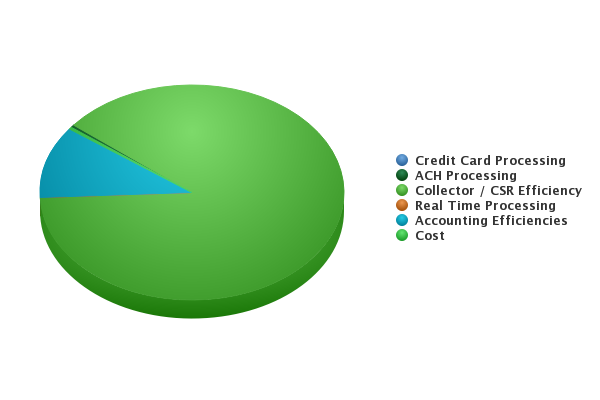 Credit Card Processing
ACH Processing
Collector / CSR Efficiency
Real Time Processing
Accounting Efficiencies
Cost